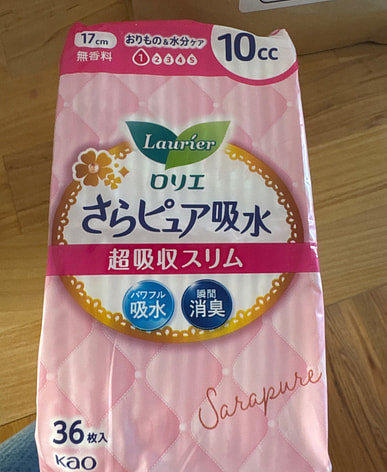 17cm
無香料
おりもの&水分ケア
1 2 3 4 5
10cc
Laurier
ロリエ
さらピュア吸水
超吸収スリム
パワフル
吸水
瞬間
消臭
Sarapure
36枚入
Kao